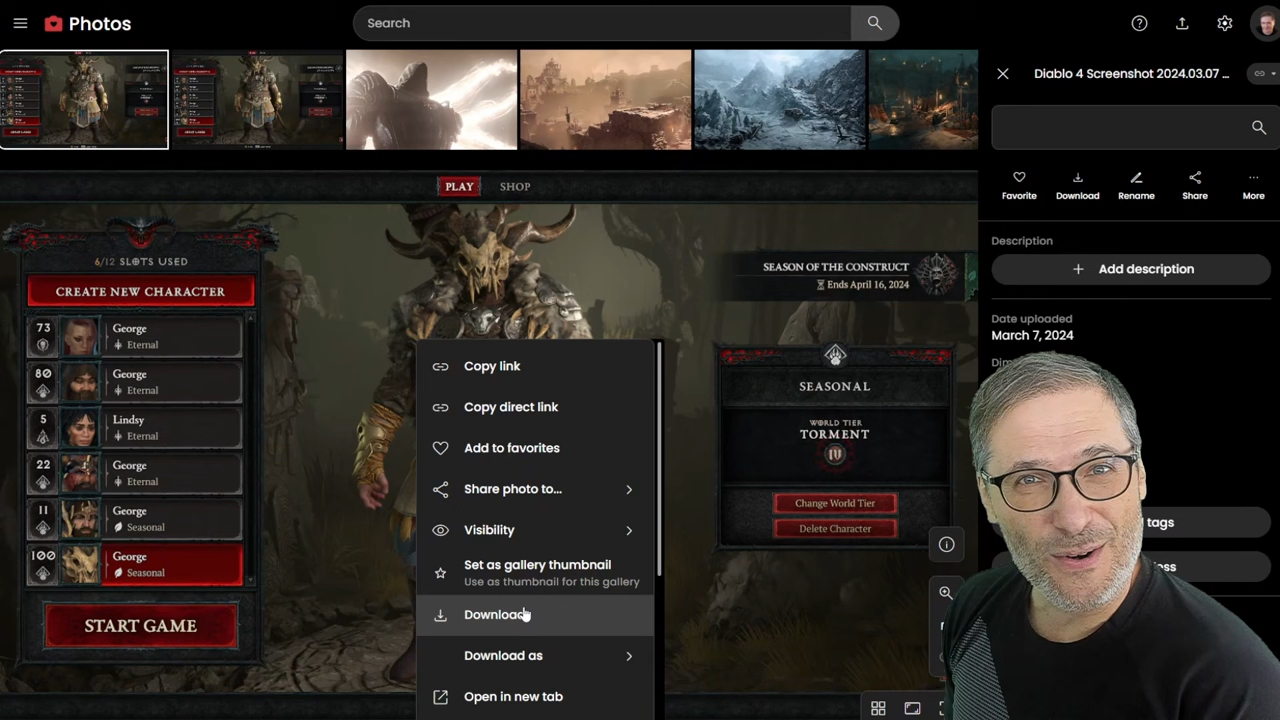 Photos
Search
Diablo 4 Screenshot 2024.03.07 ...
Favorite
Download
Rename
Share
More
Description
Add description
Date uploaded
March 7, 2024
tags
PLAY
SHOP
6/12 SLOTS USED
CREATE NEW CHARACTER
73
George
Eternal
80
George
Eternal
5
Lindsy
Eternal
22
George
Eternal
11
George
Seasonal
100
George
Seasonal
START GAME
SEASON OF THE CONSTRUCT
Ends April 16, 2024
SEASONAL
WORLD TIER
TORMENT
IV
Change World Tier
Delete Character
Copy link
Copy direct link
Add to favorites
Share photo to...
Visibility
Set as gallery thumbnail
Use as thumbnail for this gallery
Download
Download as
Open in new tab